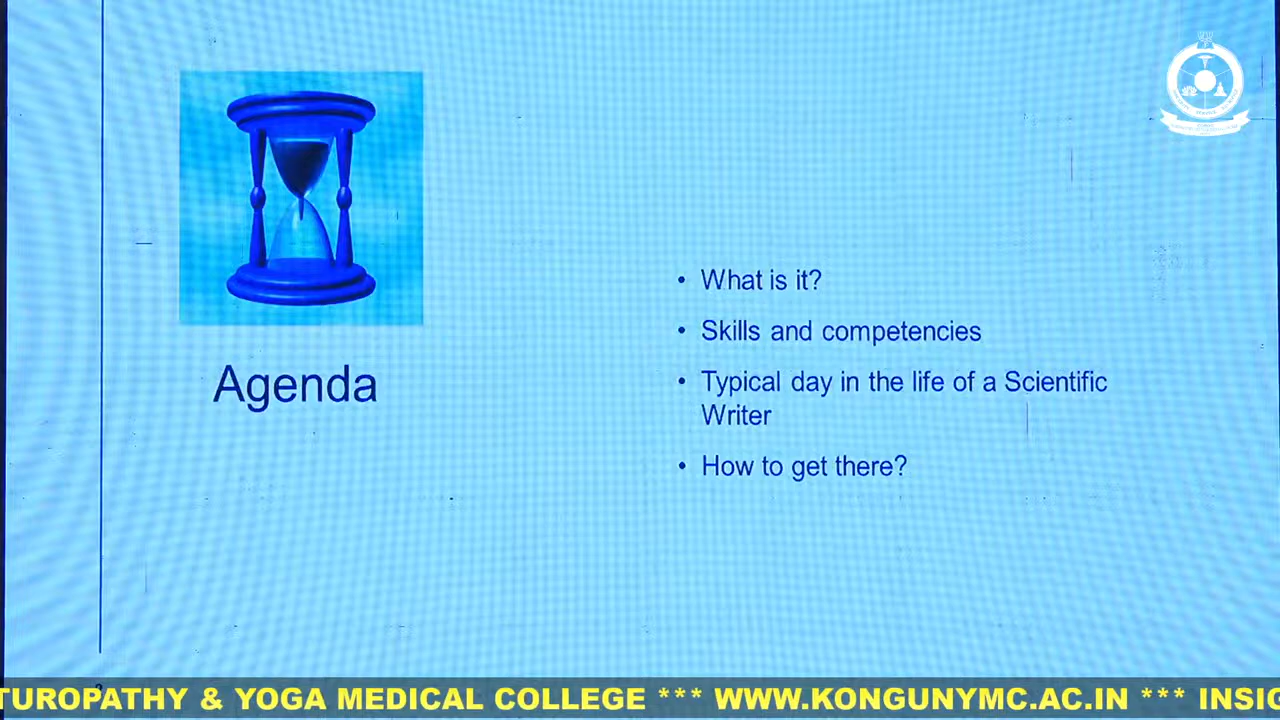 Agenda
• What is it?
• Skills and competencies
• Typical day in the life of a Scientific
Writer
• How to get there?
TUROPATHY & YOGA MEDICAL COLLEGE *** WWW.KONGUNYMC.AC.IN *** INSIG